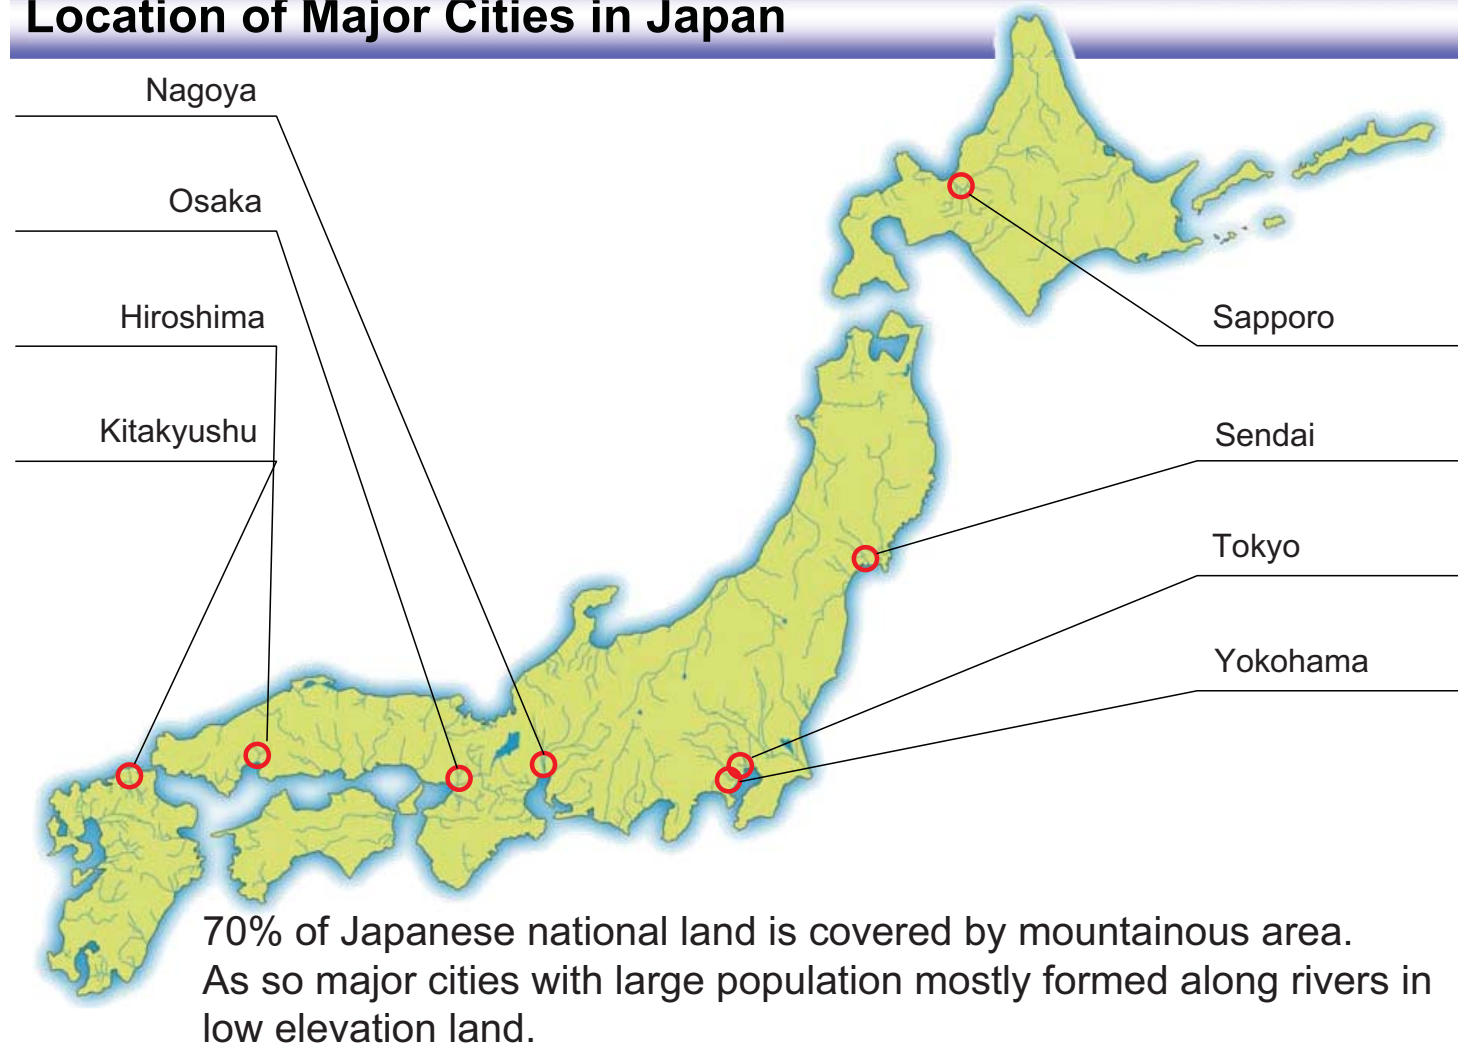 Location of Major Cities in Japan
Nagoya
Osaka
Hiroshima
Kitakyushu
Sapporo
Sendai
Tokyo
Yokohama
70% of Japanese national land is covered by mountainous area.
As so major cities with large population mostly formed along rivers in
low elevation land.